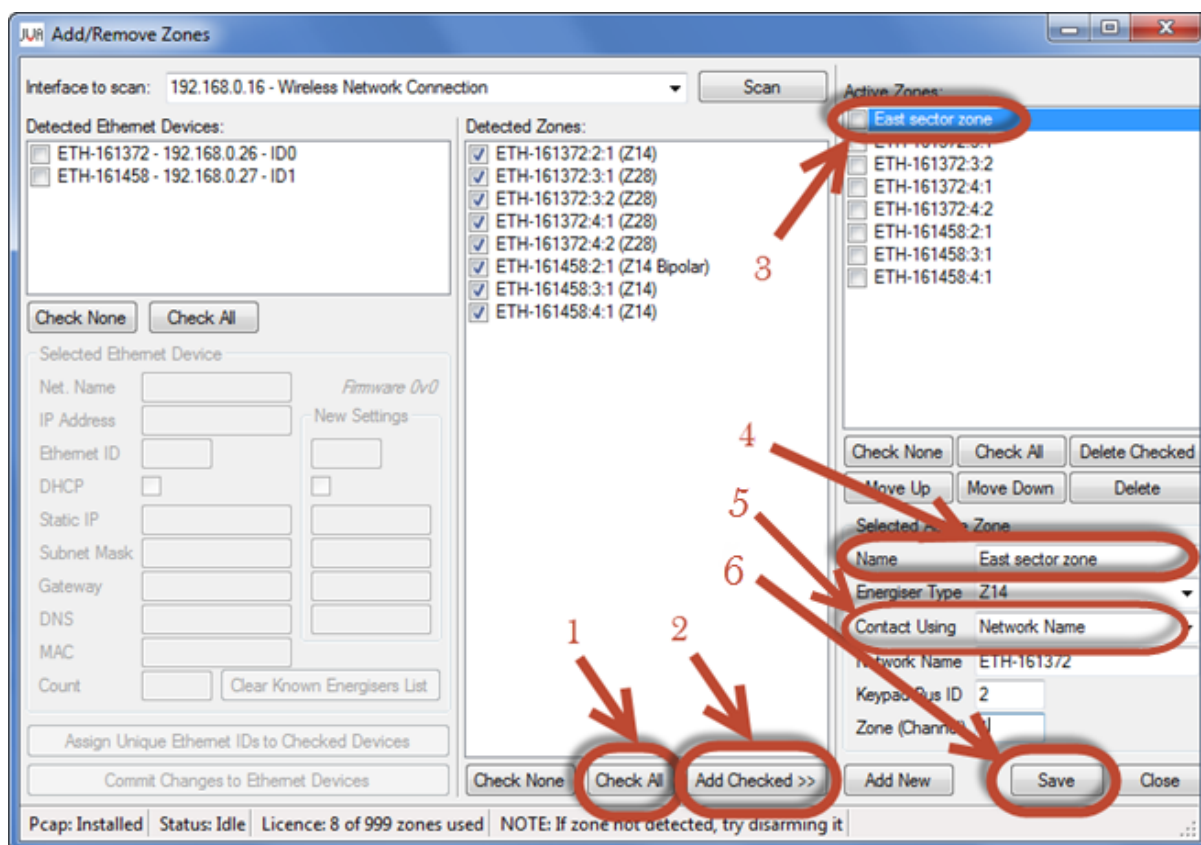 JVA Add/Remove Zones
Interface to scan: 192.168.0.16 - Wireless Network Connection Scan
Detected Ethernet Devices:
ETH-161372 - 192.168.0.26 - ID0
ETH-161458 - 192.168.0.27 - ID1
Check None Check All
Selected Ethernet Device
Net. Name Firmware 0v0
IP Address New Settings
Ethernet ID
DHCP
Static IP
Subnet Mask
Gateway
DNS
MAC
Count Clear Known Energisers List
Assign Unique Ethernet IDs to Checked Devices
Commit Changes to Ethernet Devices
Detected Zones:
ETH-161372:2:1 (Z14)
ETH-161372:3:1 (Z28)
ETH-161372:3:2 (Z28)
ETH-161372:4:1 (Z28)
ETH-161372:4:2 (Z28)
ETH-161458:2:1 (Z14 Bipolar)
ETH-161458:3:1 (Z14)
ETH-161458:4:1 (Z14)
1
2
Check None Check All Add Checked >>
Active Zones:
East sector zone
ETH-161372:3:1
ETH-161372:3:2
ETH-161372:4:1
ETH-161372:4:2
ETH-161458:2:1
ETH-161458:3:1
ETH-161458:4:1
3
4
Check None Check All Delete Checked
Move Up Move Down Delete
5
Selected Active Zone
Name East sector zone
6
Energiser Type Z14
Contact Using Network Name
Network Name ETH-161372
Keypad Bus ID 2
Zone (Channel)
Add New Save Close
Pcap: Installed Status: Idle Licence: 8 of 999 zones used NOTE: If zone not detected, try disarming it